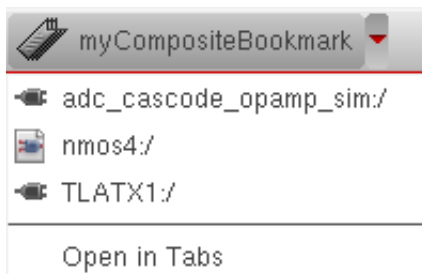 myCompositeBookmark
adc_cascode_opamp_sim:/
nmos4:/
TLATX1:/
Open in Tabs